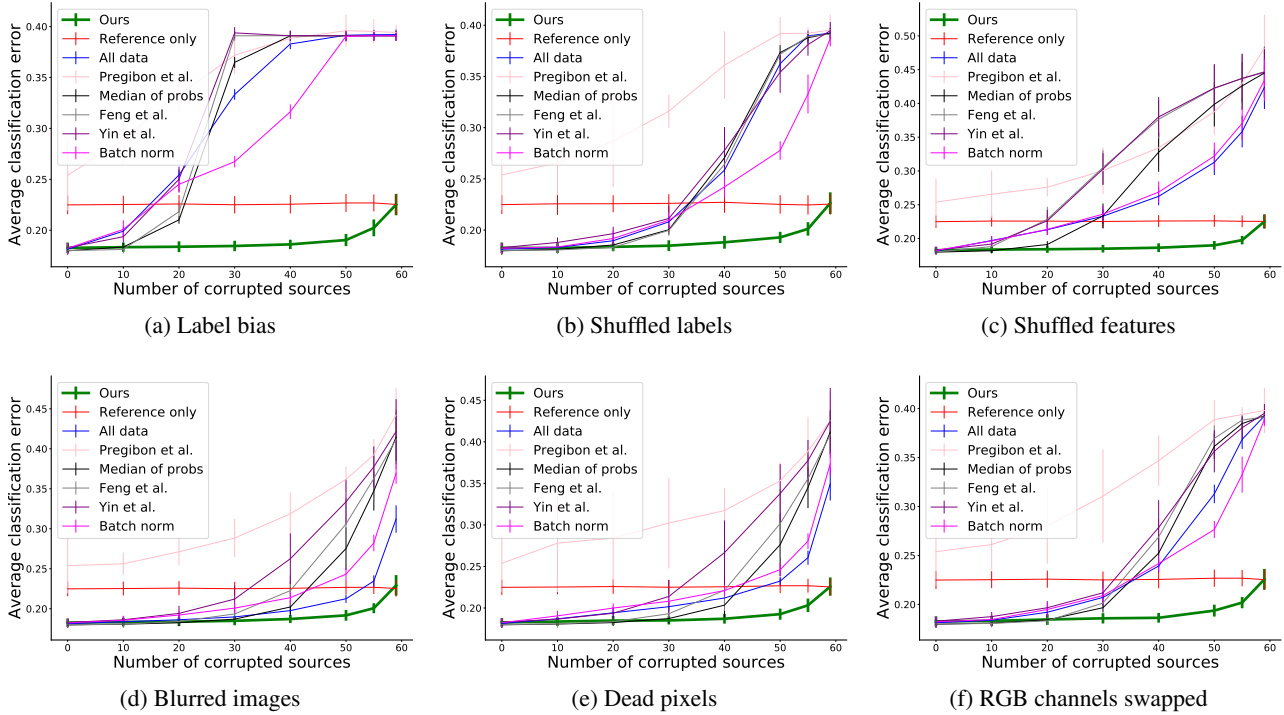 Average classification error
0.40
0.35
0.30
0.25
0.20
Ours
Reference only
All data
Pregibon et al.
Median of probs
Feng et al.
Yin et al.
Batch norm
0 10 20 30 40 50 60
Number of corrupted sources
(a) Label bias
Average classification error
0.40
0.35
0.30
0.25
0.20
Ours
Reference only
All data
Pregibon et al.
Median of probs
Feng et al.
Yin et al.
Batch norm
0 10 20 30 40 50 60
Number of corrupted sources
(b) Shuffled labels
Average classification error
0.50
0.45
0.40
0.35
0.30
0.25
0.20
Ours
Reference only
All data
Pregibon et al.
Median of probs
Feng et al.
Yin et al.
Batch norm
0 10 20 30 40 50 60
Number of corrupted sources
(c) Shuffled features
Average classification error
0.45
0.40
0.35
0.30
0.25
0.20
Ours
Reference only
All data
Pregibon et al.
Median of probs
Feng et al.
Yin et al.
Batch norm
0 10 20 30 40 50 60
Number of corrupted sources
(d) Blurred images
Average classification error
0.45
0.40
0.35
0.30
0.25
0.20
Ours
Reference only
All data
Pregibon et al.
Median of probs
Feng et al.
Yin et al.
Batch norm
0 10 20 30 40 50 60
Number of corrupted sources
(e) Dead pixels
Average classification error
0.40
0.35
0.30
0.25
0.20
Ours
Reference only
All data
Pregibon et al.
Median of probs
Feng et al.
Yin et al.
Batch norm
0 10 20 30 40 50 60
Number of corrupted sources
(f) RGB channels swapped